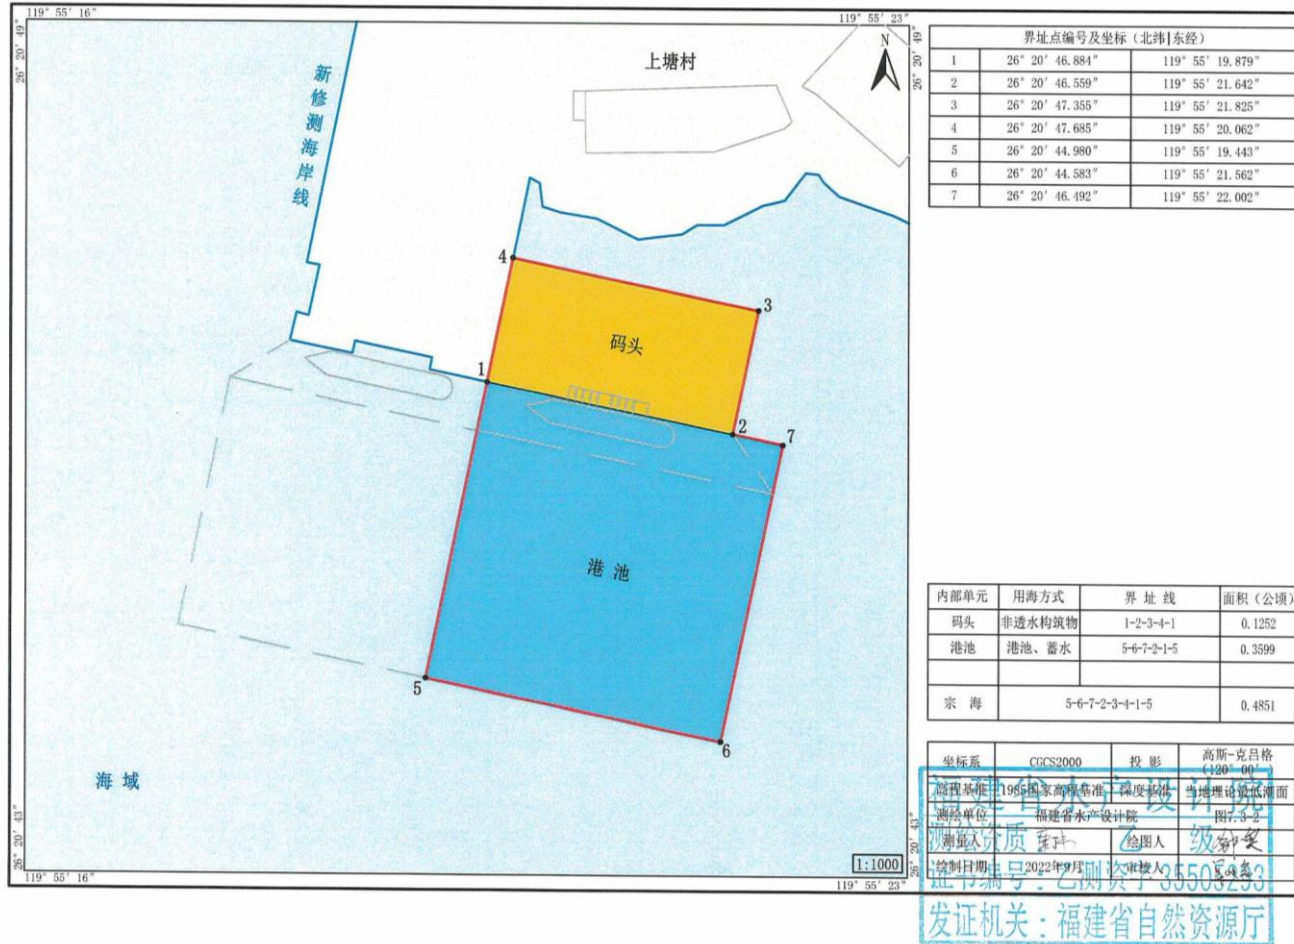 119° 55′ 16″
119° 55′ 23″
26° 20′ 49″
26° 20′ 49″
N
上塘村
新修测海岸线
4
3
码头
1
2
7
港池
5
6
海域
26° 20′ 43″
26° 20′ 43″
1:1000
119° 55′ 16″
119° 55′ 23″
界址点编号及坐标（北纬|东经）
1 26° 20′ 46.884″ 119° 55′ 19.879″
2 26° 20′ 46.559″ 119° 55′ 21.642″
3 26° 20′ 47.355″ 119° 55′ 21.825″
4 26° 20′ 47.685″ 119° 55′ 20.062″
5 26° 20′ 44.980″ 119° 55′ 19.443″
6 26° 20′ 44.583″ 119° 55′ 21.562″
7 26° 20′ 46.492″ 119° 55′ 22.002″
内部单元 用海方式 界址线 面积（公顷）
码头 非透水构筑物 1-2-3-4-1 0.1252
港池 港池、蓄水 5-6-7-2-1-5 0.3599
宗海 5-6-7-2-3-4-1-5 0.4851
坐标系 CGCS2000 投影 高斯-克吕格
(120° 00′
高程基准 1985国家高程基准 深度基准 当地理论最低潮面
测绘单位 福建省水产设计院 图7.3-2
测量人 绘图人
绘制日期 2022年9月 审核人
福建省水产设计院
测绘资质 乙 级
证书编号：乙测资字35503293
发证机关：福建省自然资源厅